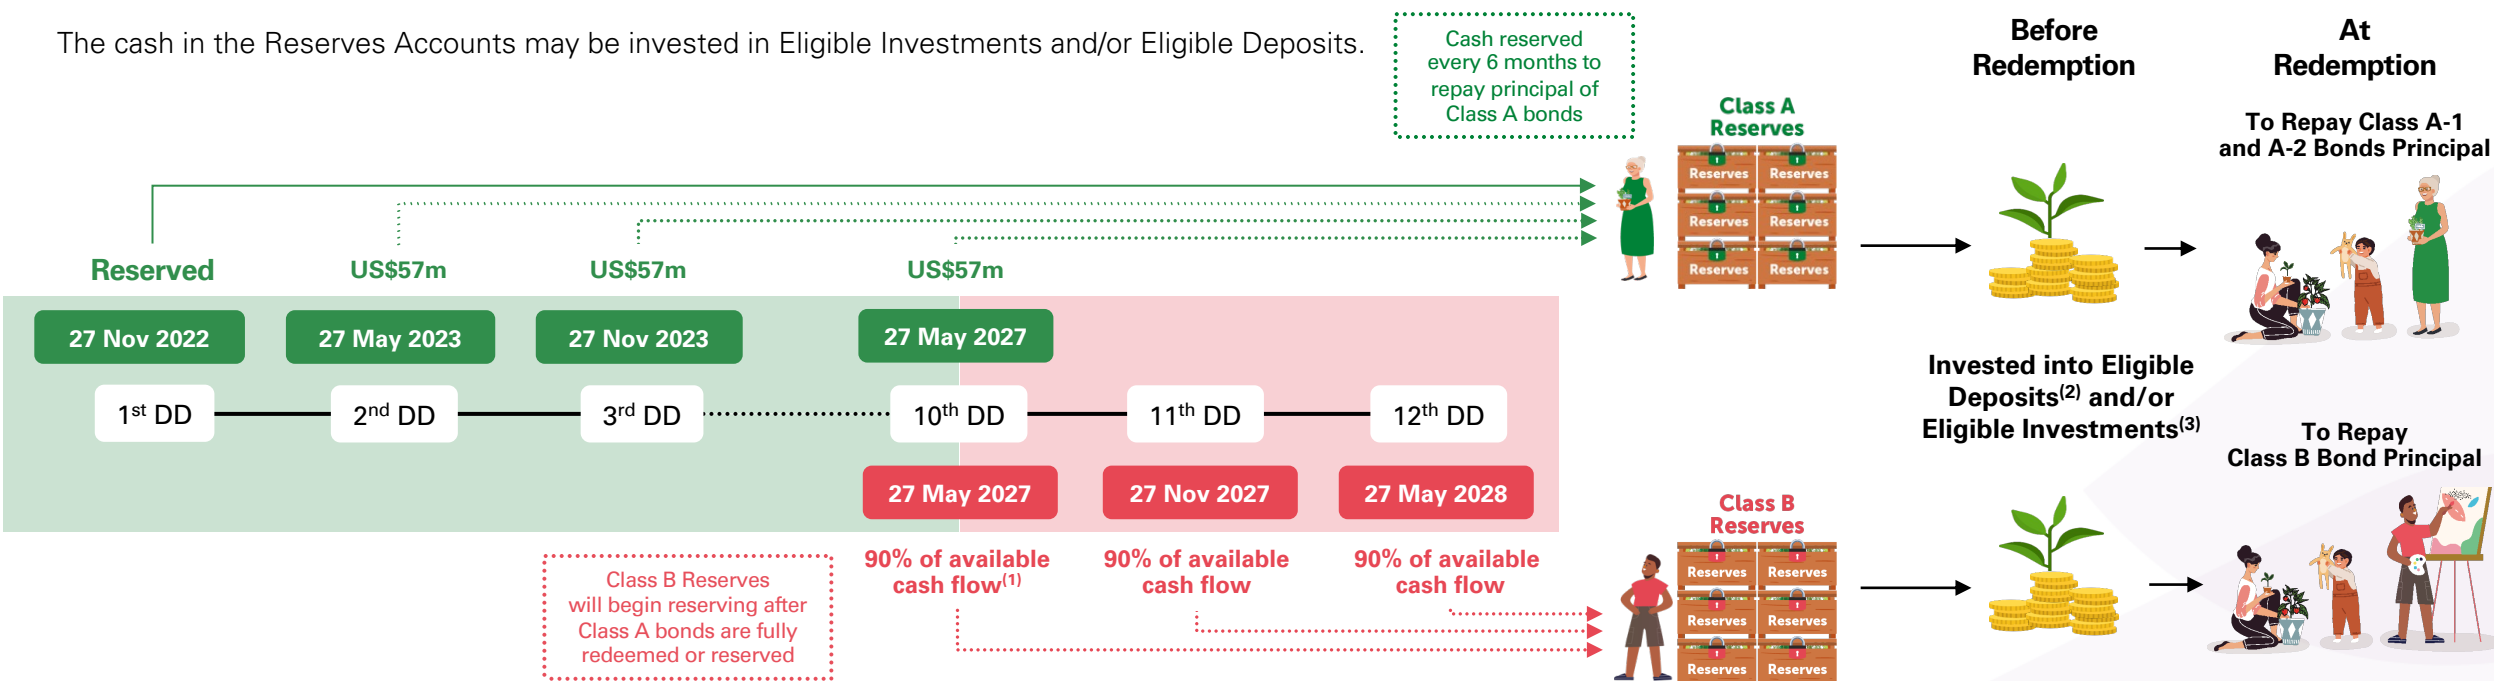 The cash in the Reserves Accounts may be invested in Eligible Investments and/or Eligible Deposits.
Cash reserved
every 6 months to
repay principal of
Class A bonds
Before
Redemption
At
Redemption
Class A
Reserves
To Repay Class A-1
and A-2 Bonds Principal
Reserves Reserves
Reserves Reserves
Reserves Reserves
Reserved
US$57m
US$57m
US$57m
27 Nov 2022
27 May 2023
27 Nov 2023
27 May 2027
1st DD
2nd DD
3rd DD
10th DD
11th DD
12th DD
27 May 2027
27 Nov 2027
27 May 2028
Invested into Eligible
Deposits(2) and/or
Eligible Investments(3)
To Repay
Class B Bond Principal
Class B Reserves
will begin reserving after
Class A bonds are fully
redeemed or reserved
90% of available
cash flow(1)
90% of available
cash flow
90% of available
cash flow
Class B
Reserves
Reserves Reserves
Reserves Reserves
Reserves Reserves